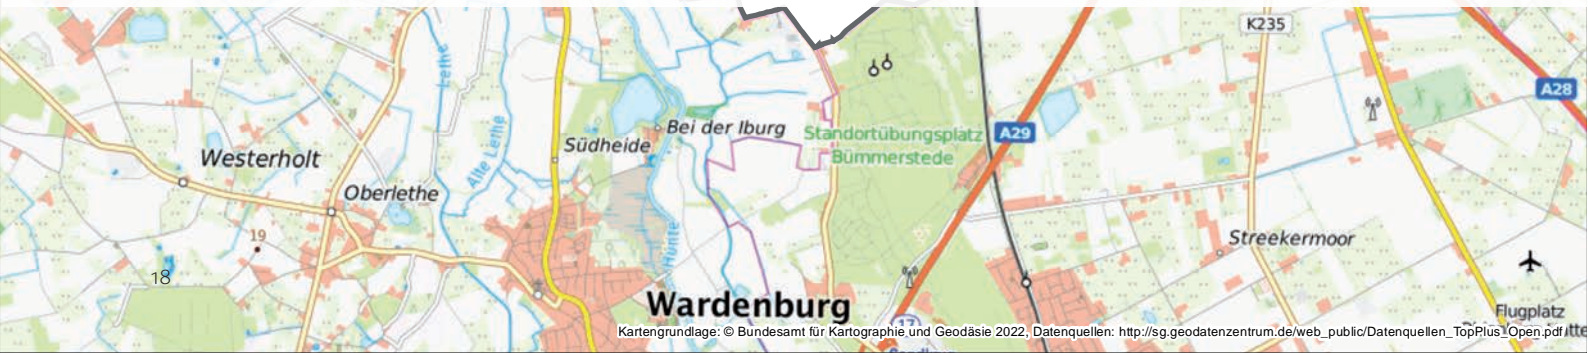 K235
A28
Lethe
Alte Lethe
Bei der Iburg
Südheide
Standortübungsplatz
Bümmerstede
A29
Westerholt
Oberlethe
Hunte
19
18
Streekermoor
Wardenburg
Flugplatz
17
Kartengrundlage: © Bundesamt für Kartographie und Geodäsie 2022, Datenquellen: http://sg.geodatenzentrum.de/web_public/Datenquellen_TopPlus_Open.pdf